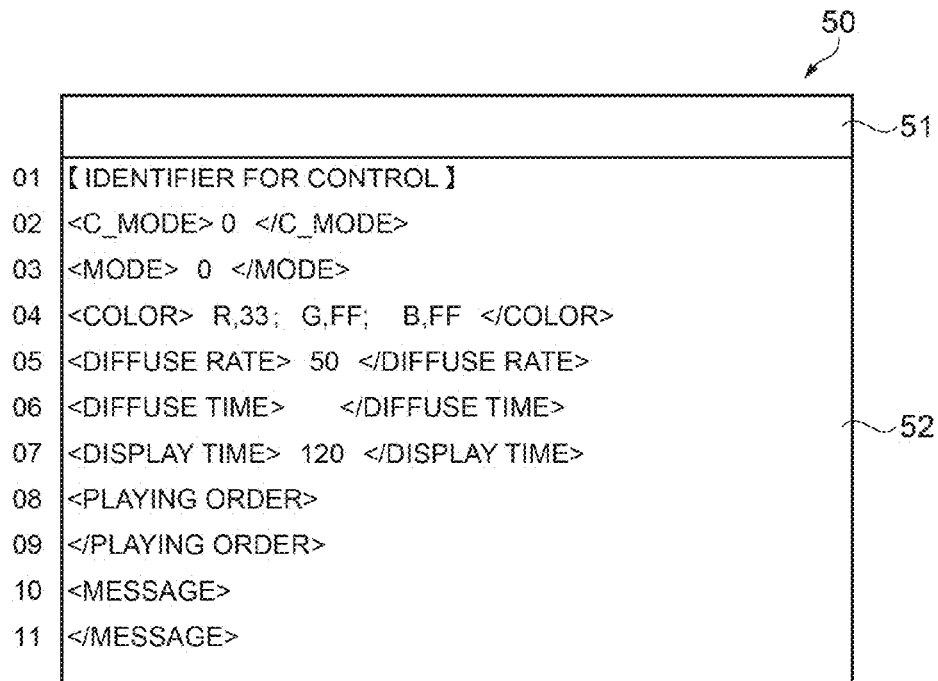 50
51
01 【IDENTIFIER FOR CONTROL】
02 <C_MODE> 0 </C_MODE>
03 <MODE> 0 </MODE>
04 <COLOR> R,33; G,FF; B,FF </COLOR>
05 <DIFFUSE RATE> 50 </DIFFUSE RATE>
06 <DIFFUSE TIME> </DIFFUSE TIME>
52
07 <DISPLAY TIME> 120 </DISPLAY TIME>
08 <PLAYING ORDER>
09 </PLAYING ORDER>
10 <MESSAGE>
11 </MESSAGE>